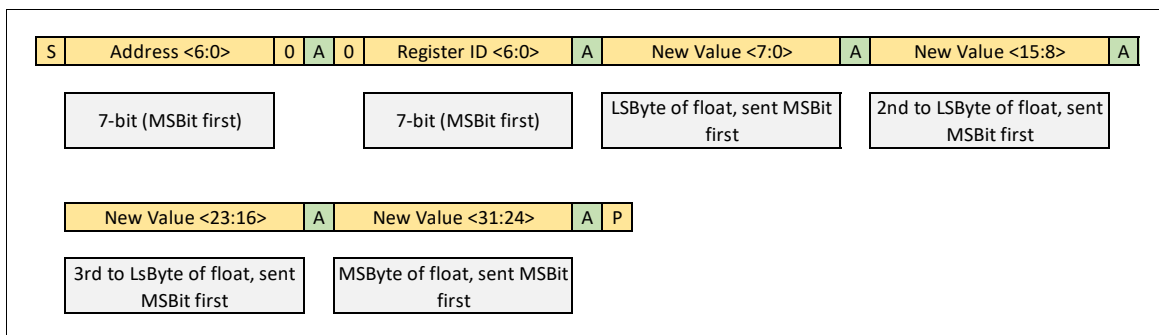 S Address <6:0> 0 A 0 Register ID <6:0> A New Value <7:0> A New Value <15:8> A
7-bit (MSBit first) 7-bit (MSBit first) LSByte of float, sent MSBit 2nd to LSByte of float, sent
first MSBit first
New Value <23:16> A New Value <31:24> A P
3rd to LsByte of float, sent MSByte of float, sent MSBit
MSBit first first